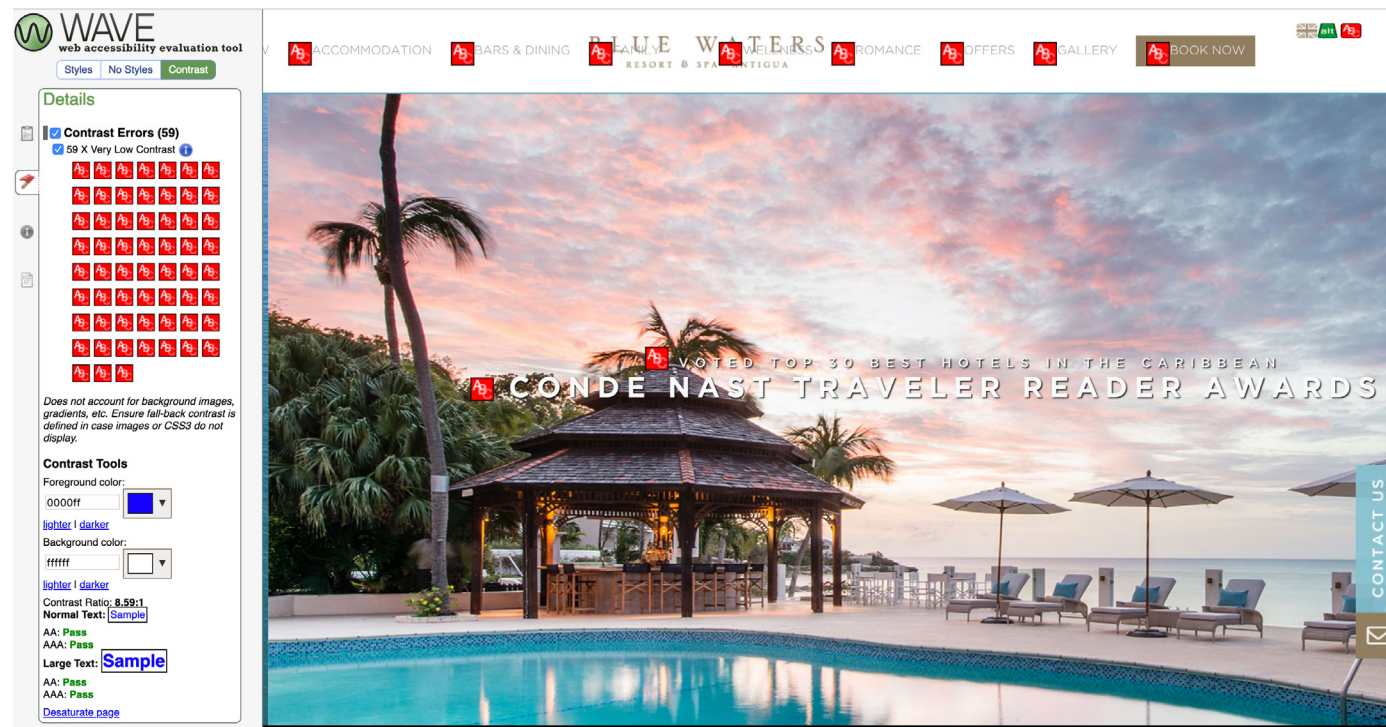 WAVE
web accessibility evaluation tool
Styles No Styles Contrast
Details
Contrast Errors (59)
59 X Very Low Contrast
Does not account for background images,
gradients, etc. Ensure fall-back contrast is
defined in case images or CSS3 do not
display.
Contrast Tools
Foreground color:
0000ff
lighter | darker
Background color:
ffffff
lighter | darker
Contrast Ratio: 8.59:1
Normal Text: Sample
AA: Pass
AAA: Pass
Large Text: Sample
AA: Pass
AAA: Pass
Desaturate page
W ACCOMMODATION BARS & DINING FAMILY WELLNESS ROMANCE OFFERS GALLERY BOOK NOW
BLUE WATERS
RESORT & SPA ANTIGUA
alt
VOTED TOP 30 BEST HOTELS IN THE CARIBBEAN
CONDE NAST TRAVELER READER AWARDS
CONTACT US